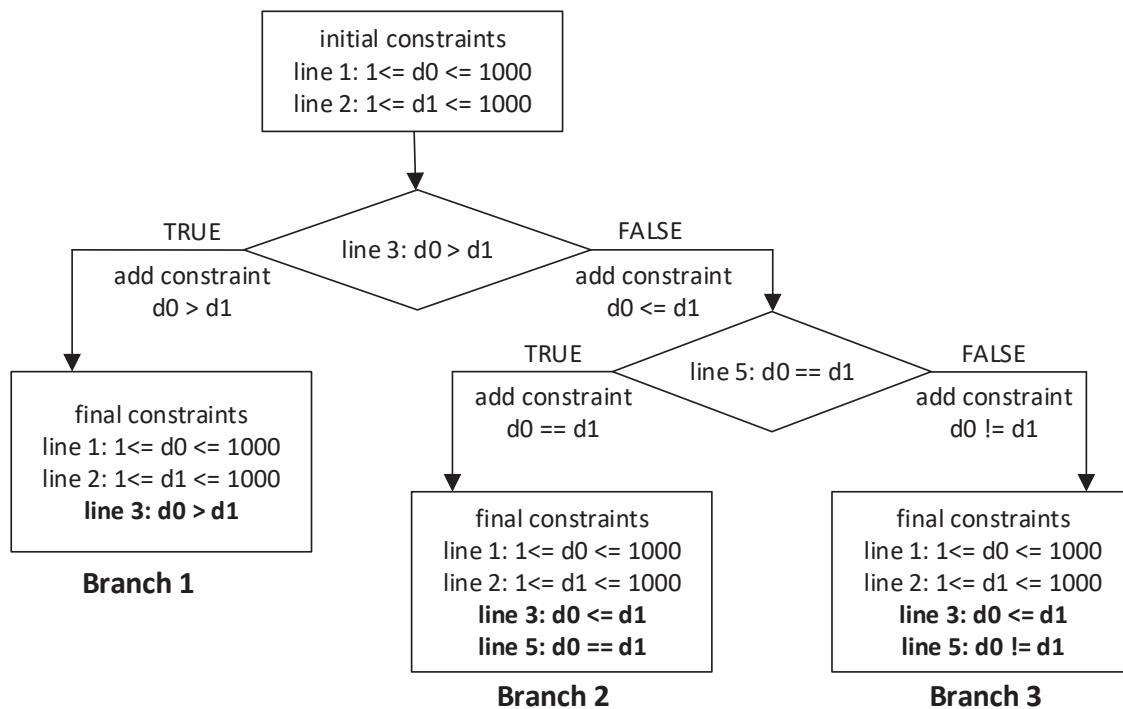 initial constraints
line 1: 1<= d0 <= 1000
line 2: 1<= d1 <= 1000
line 3: d0 > d1
TRUE
add constraint
d0 > d1
FALSE
add constraint
d0 <= d1
final constraints
line 1: 1<= d0 <= 1000
line 2: 1<= d1 <= 1000
line 3: d0 > d1
Branch 1
line 5: d0 == d1
TRUE
add constraint
d0 == d1
FALSE
add constraint
d0 != d1
final constraints
line 1: 1<= d0 <= 1000
line 2: 1<= d1 <= 1000
line 3: d0 <= d1
line 5: d0 == d1
Branch 2
final constraints
line 1: 1<= d0 <= 1000
line 2: 1<= d1 <= 1000
line 3: d0 <= d1
line 5: d0 != d1
Branch 3